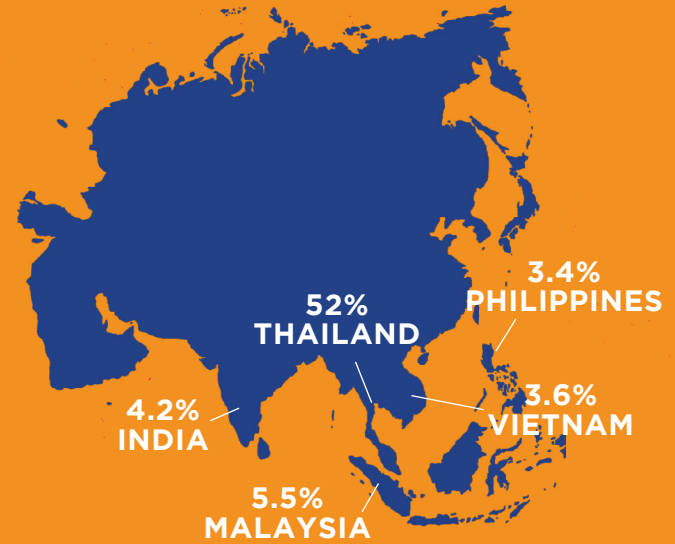 3.4%
PHILIPPINES
52%
THAILAND
3.6%
VIETNAM
4.2%
INDIA
5.5%
MALAYSIA